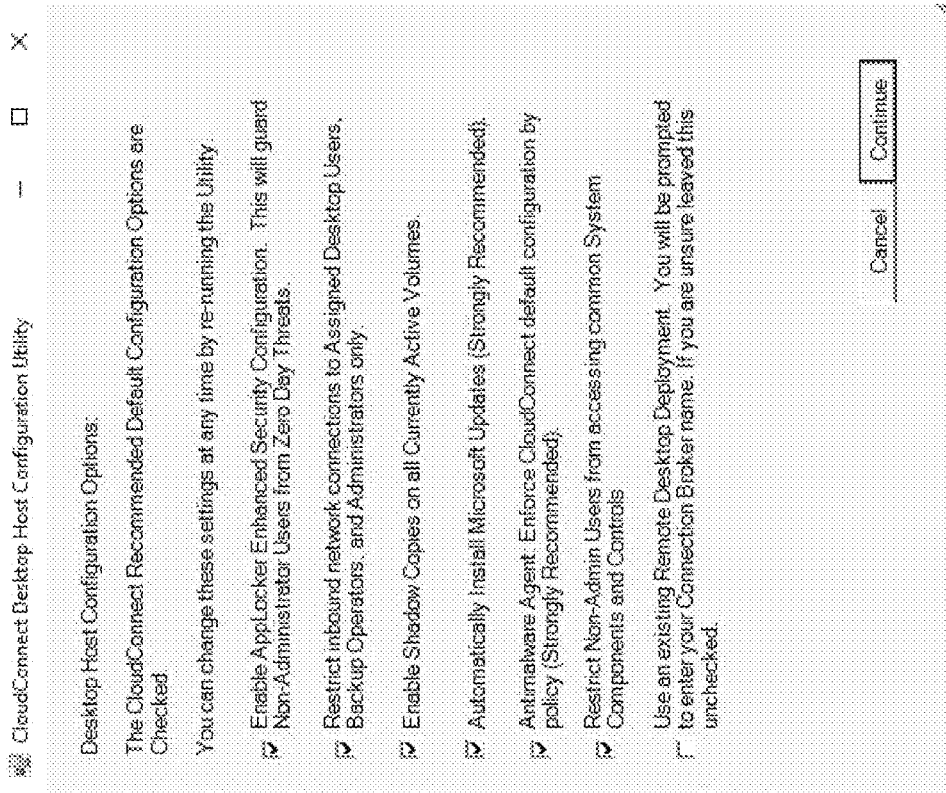 CloudConnect Desktop Host Configuration Utility
Desktop Host Configuration Options:
The CloudConnect Recommended Default Configuration Options are
Checked
You can change these settings at any time by re-running the Utility.
Enable AppLocker Enhanced Security Configuration. This will guard
Non-Administrator Users from Zero Day Threats.
Restrict inbound network connections to Assigned Desktop Users,
Backup Operators, and Administrators only.
Enable Shadow Copies on all Currently Active Volumes.
Automatically Install Microsoft Updates (Strongly Recommended).
Antimalware Agent: Enforce CloudConnect default configuration by
policy (Strongly Recommended).
Restrict Non-Admin Users from accessing common System
Components and Controls
Use an existing Remote Desktop Deployment. You will be prompted
to enter your Connection Broker name. If you are unsure leaved this
unchecked.
Cancel
Continue